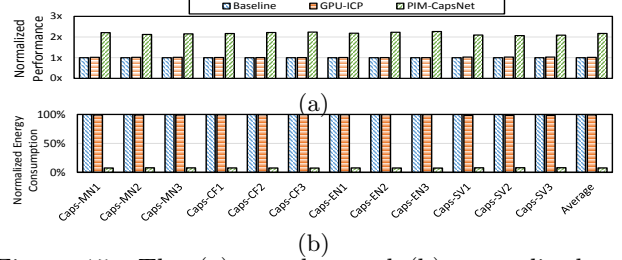 Baseline GPU-ICP PIM-CapsNet
Normalized
Performance
3x
2x
1x
0x
(a)
Normalized Energy
Consumption
100%
50%
0%
Caps-MN1 Caps-MN2 Caps-MN3 Caps-CF1 Caps-CF2 Caps-CF3 Caps-EN1 Caps-EN2 Caps-EN3 Caps-SV1 Caps-SV2 Caps-SV3 Average
(b)